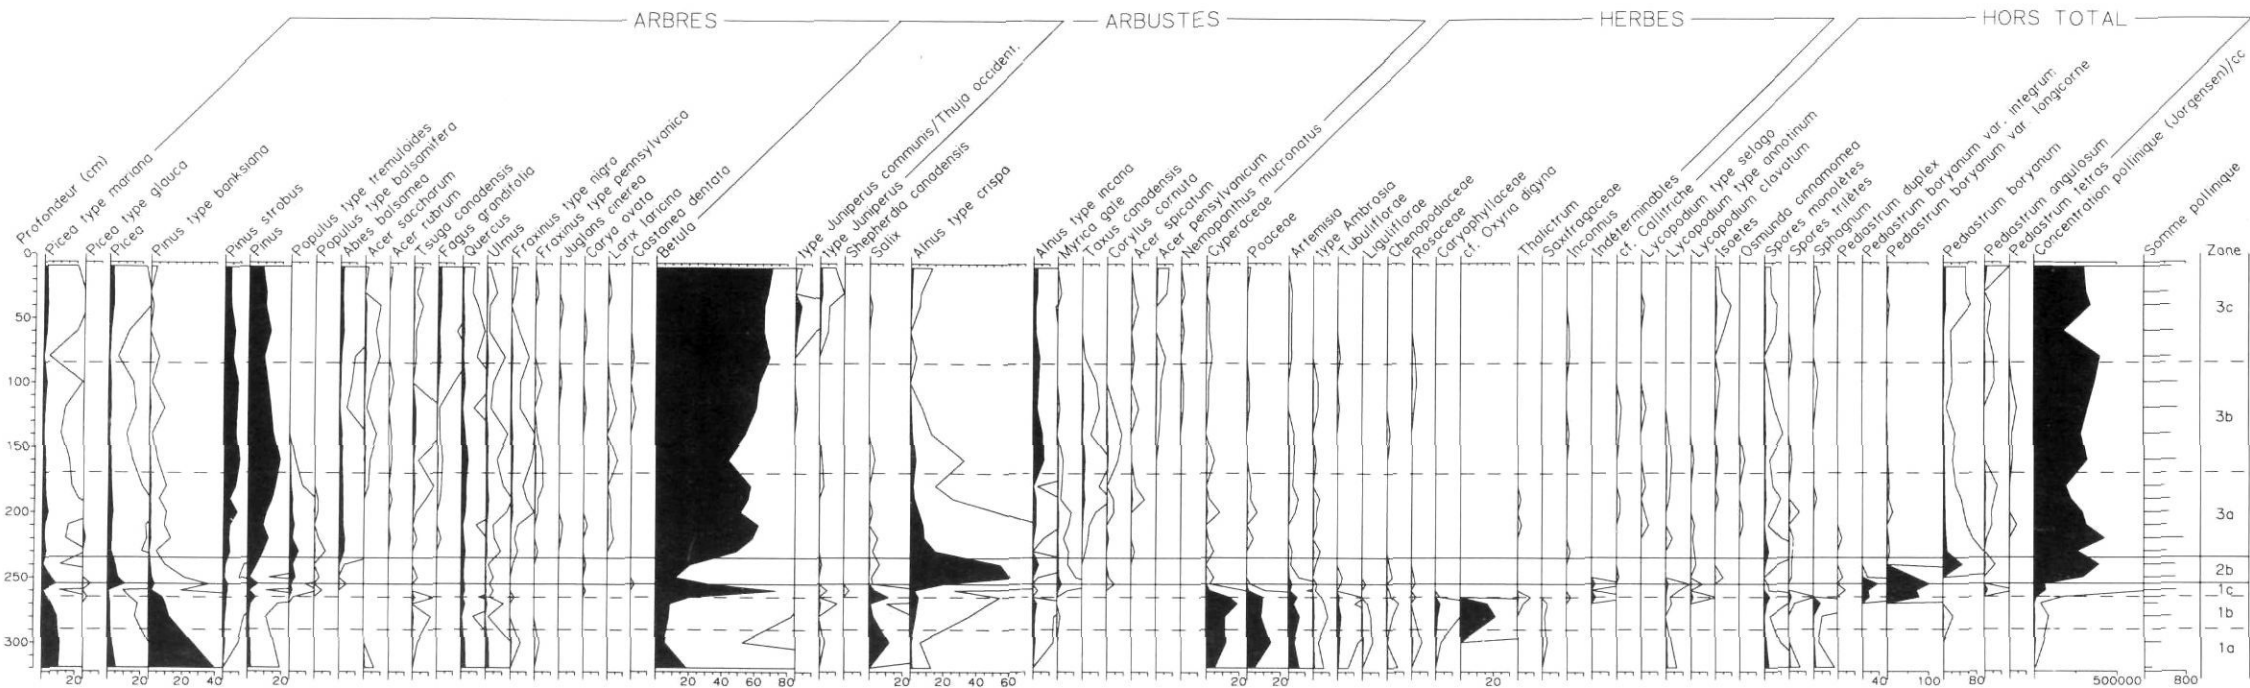 ARBRES ARBUSTES HERBES HORS TOTAL
Profondeur (cm)
Picea type mariana
Picea type glauca
Picea
Pinus type banksiana
Pinus strobus
Pinus
Populus type tremuloides
Populus type balsamifera
Abies balsamea
Acer saccharum
Acer rubrum
Tsuga canadensis
Fagus grandifolia
Quercus
Ulmus
Fraxinus type nigra
Fraxinus type pennsylvanica
Juglans cinerea
Carya ovata
Larix laricina
Castanea dentata
Betula
type Juniperus communis/Thuja occident.
type Juniperus
Shepherdia canadensis
Salix
Alnus type crispa
Alnus type incana
Myrica gale
Taxus canadensis
Corylus cornuta
Acer spicatum
Acer pensylvanicum
Nemopanthus mucronatus
Cyperaceae
Poaceae
Artemisia
type Ambrosia
Tubuliflorae
Liguliflorae
Chenopodiaceae
Rosaceae
Caryophyllaceae
cf. Oxyria digyna
Thalictrum
Saxifragaceae
Inconnus
Indéterminables
cf. Callitriche
Lycopodium type selago
Lycopodium type annotinum
Lycopodium clavatum
Isoetes
Osmunda cinnamomea
Spores monolètes
Spores trilètes
Sphagnum
Pediastrum duplex
Pediastrum boryanum var. integrum
Pediastrum boryanum var. longicorne
Pediastrum boryanum
Pediastrum angulosum
Pediastrum tetras
Concentration pollinique (Jorgensen)/cc
Somme pollinique
Zone
0
50
100
150
200
250
300
3c
3b
3a
2b
1c
1b
1a
20 20 40 20 20 40 60 80 20 40 60 20 20 20 40 100 40 80 500000 800